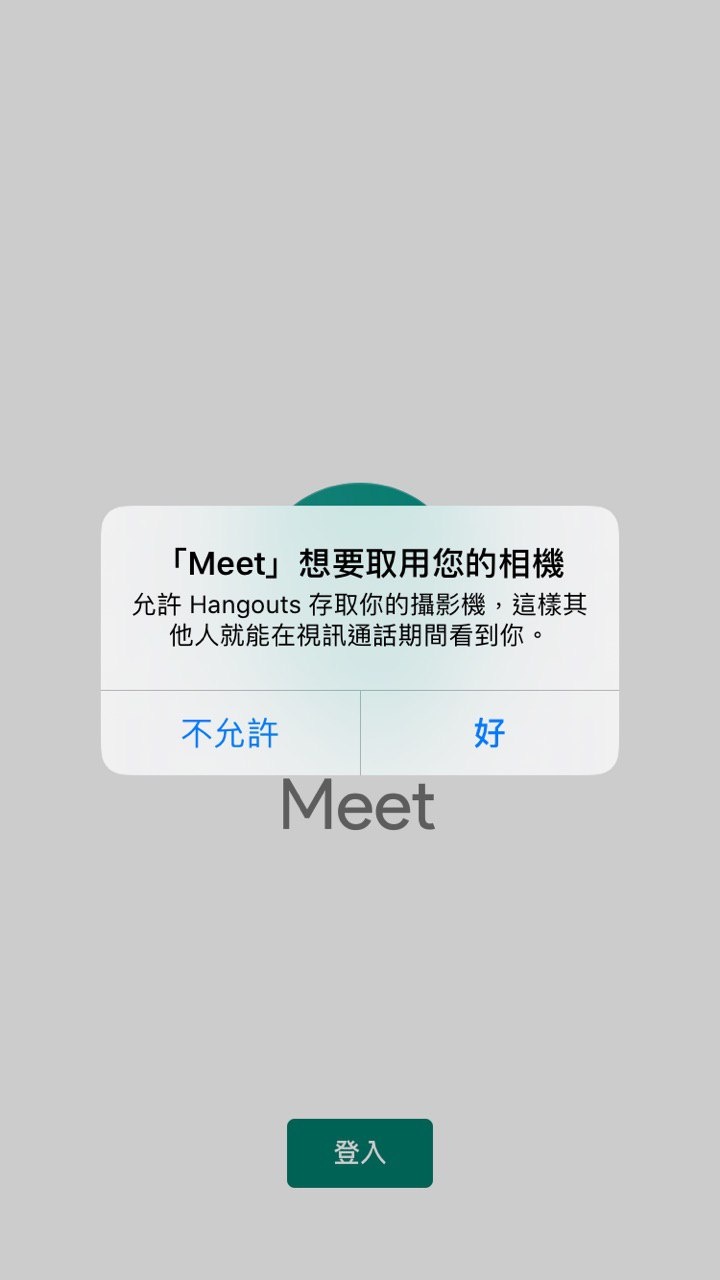 「Meet」想要取用您的相機
允許 Hangouts 存取你的攝影機，這樣其
他人就能在視訊通話期間看到你。
不允許
好
Meet
登入